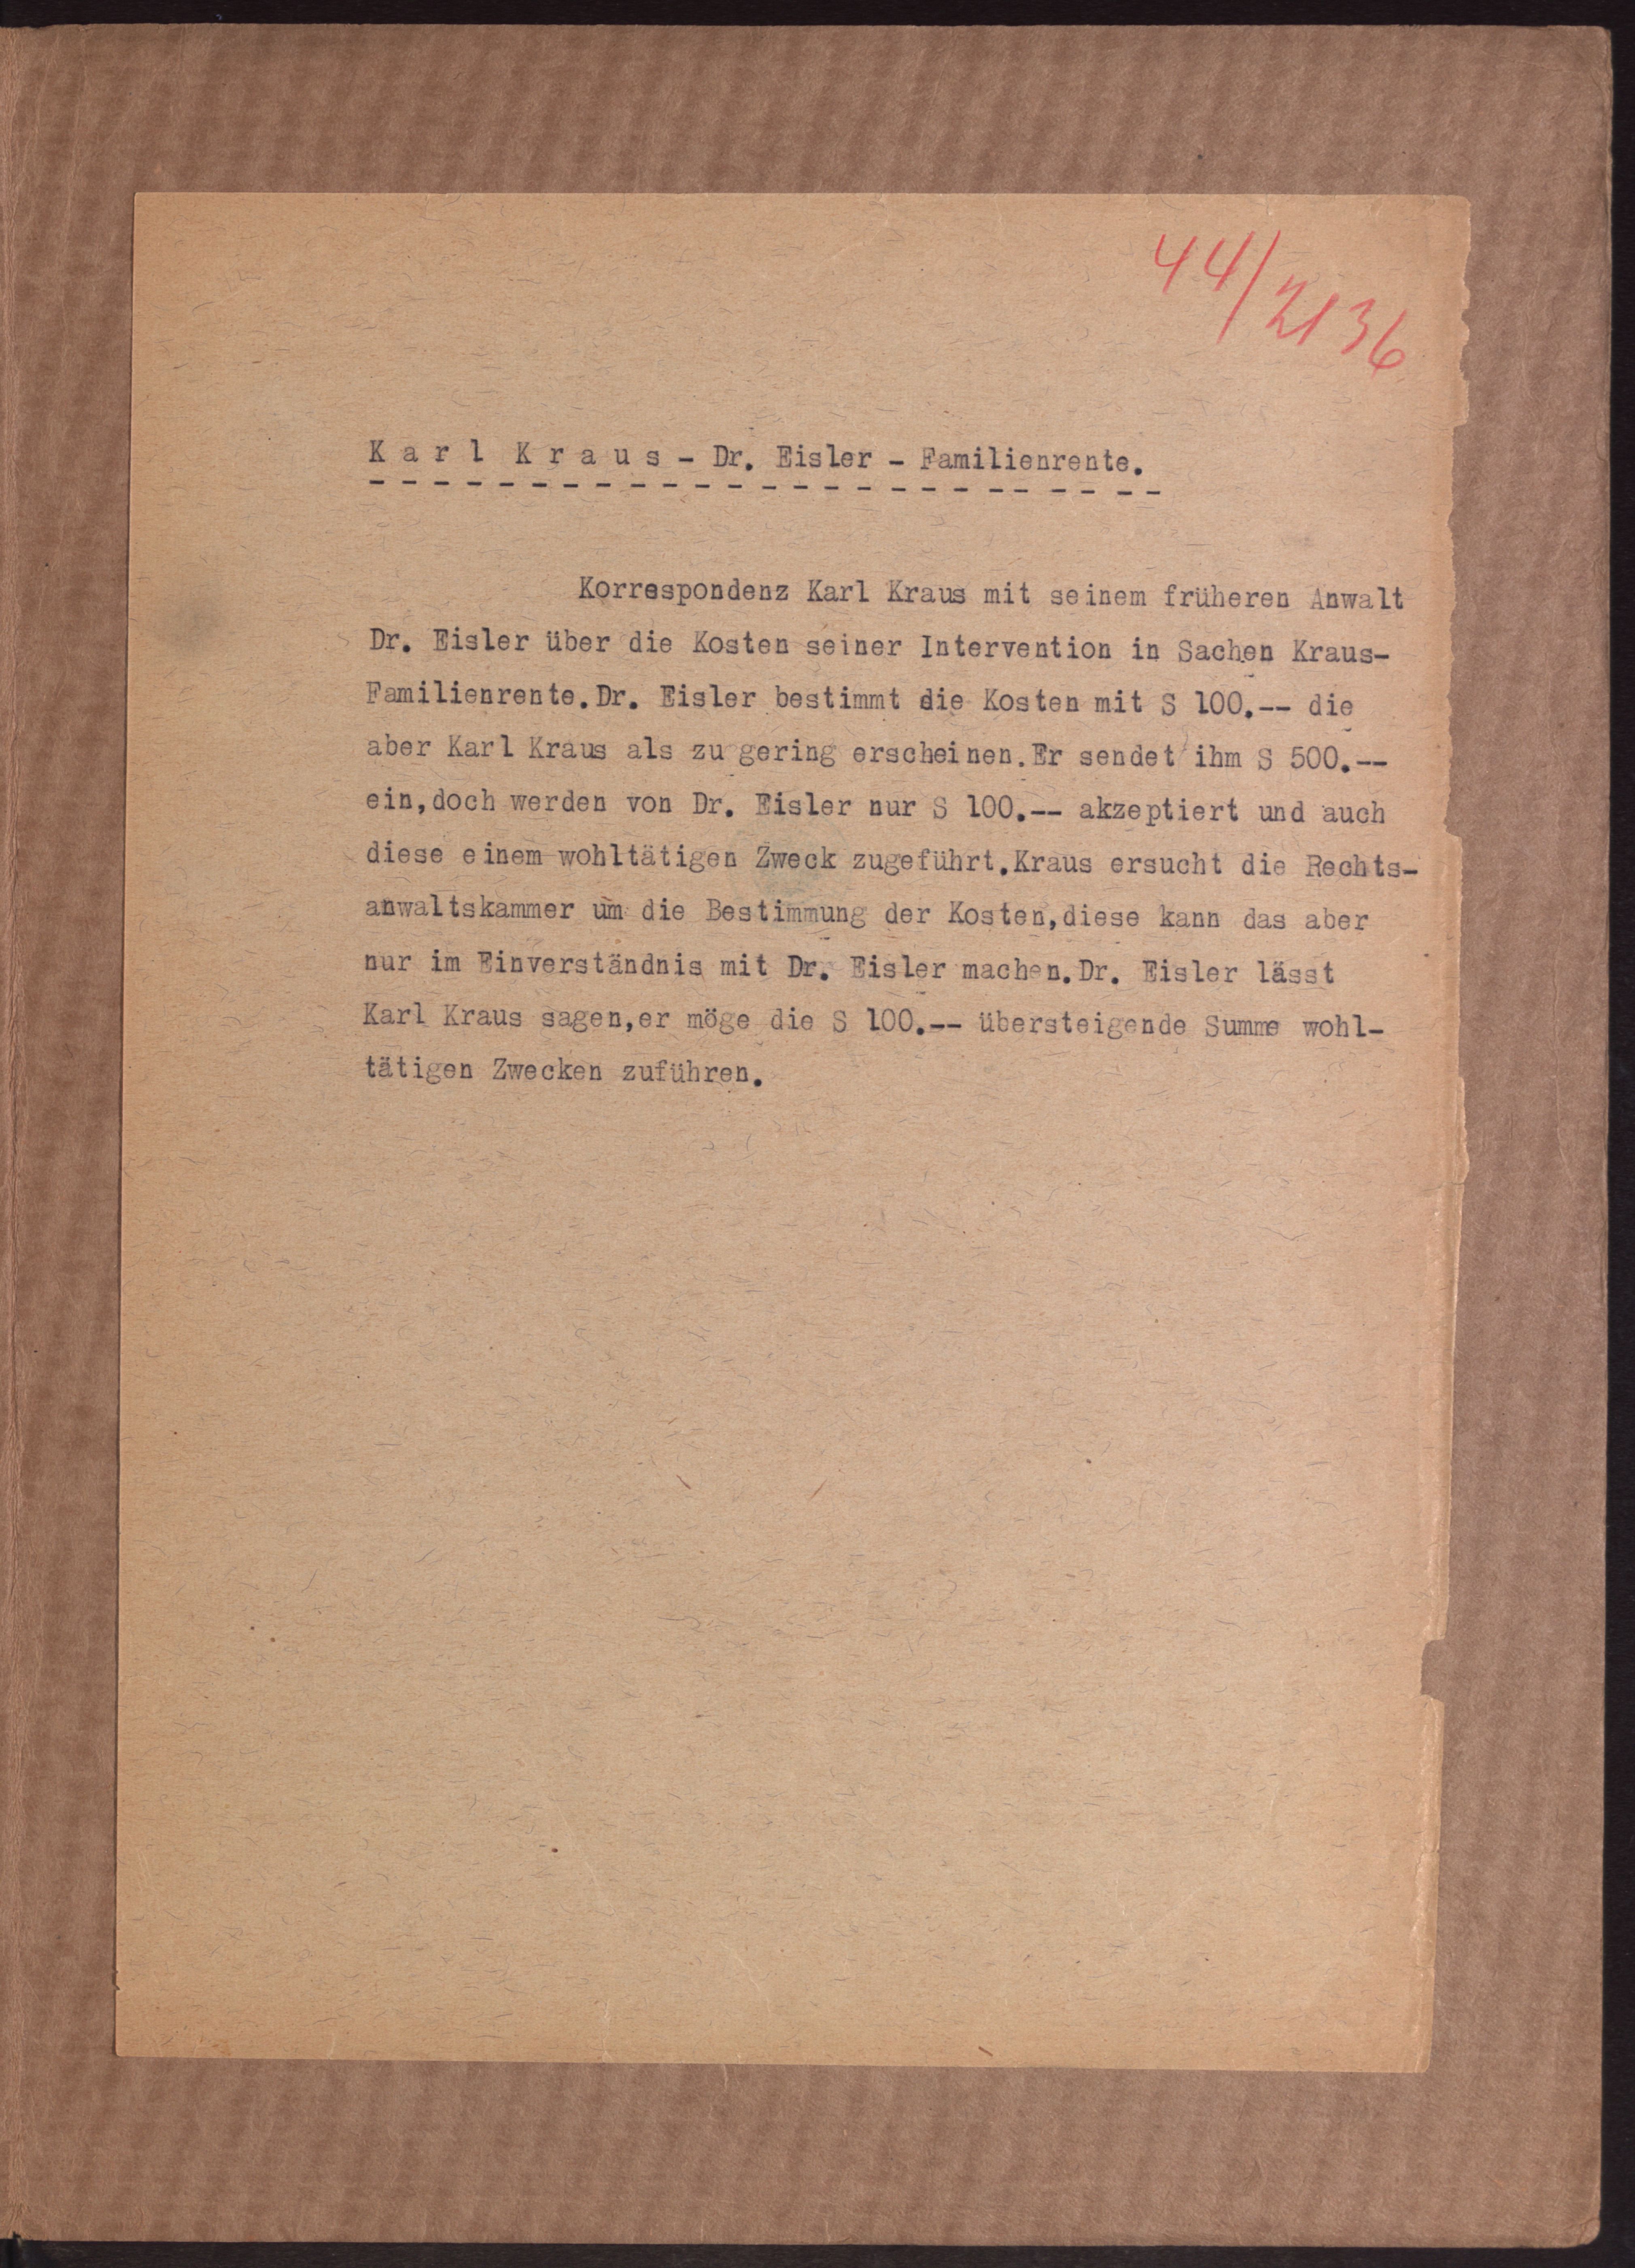 44/2136
Karl Kraus - Dr. Eisler - Familienrente.
Korrespondenz Karl Kraus mit seinem früheren Anwalt
Dr. Eisler über die Kosten seiner Intervention in Sachen Kraus-
Familienrente.Dr. Eisler bestimmt die Kosten mit S 100.-- die
aber Karl Kraus als zu gering erscheinen.Er sendet ihm S 500.--
ein,doch werden von Dr. Eisler nur S 100.-- akzeptiert und auch
diese einem wohltätigen Zweck zugeführt.Kraus ersucht die Rechts-
anwaltskammer um die Bestimmung der Kosten,diese kann das aber
nur im Einverständnis mit Dr. Eisler machen.Dr. Eisler lässt
Karl Kraus sagen,er möge die S 100.-- übersteigende Summe wohl-
tätigen Zwecken zuführen.